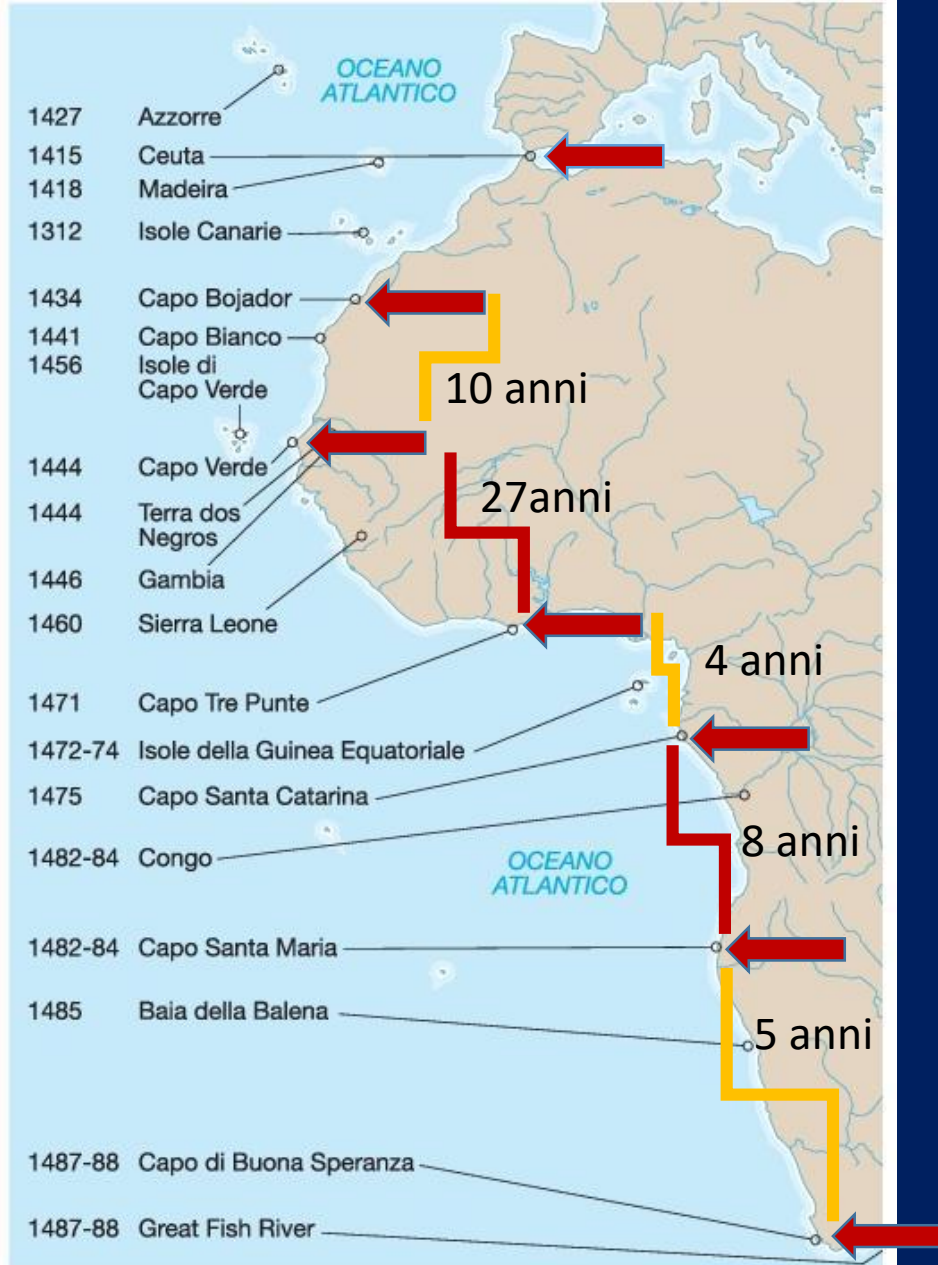 OCEANO
ATLANTICO
1427 Azzorre
1415 Ceuta
1418 Madeira
1312 Isole Canarie
1434 Capo Bojador
1441 Capo Bianco
1456 Isole di
Capo Verde
10 anni
1444 Capo Verde
27anni
1444 Terra dos
Negros
1446 Gambia
1460 Sierra Leone
4 anni
1471 Capo Tre Punte
1472-74 Isole della Guinea Equatoriale
1475 Capo Santa Catarina
8 anni
1482-84 Congo
OCEANO
ATLANTICO
1482-84 Capo Santa Maria
1485 Baia della Balena
5 anni
1487-88 Capo di Buona Speranza
1487-88 Great Fish River